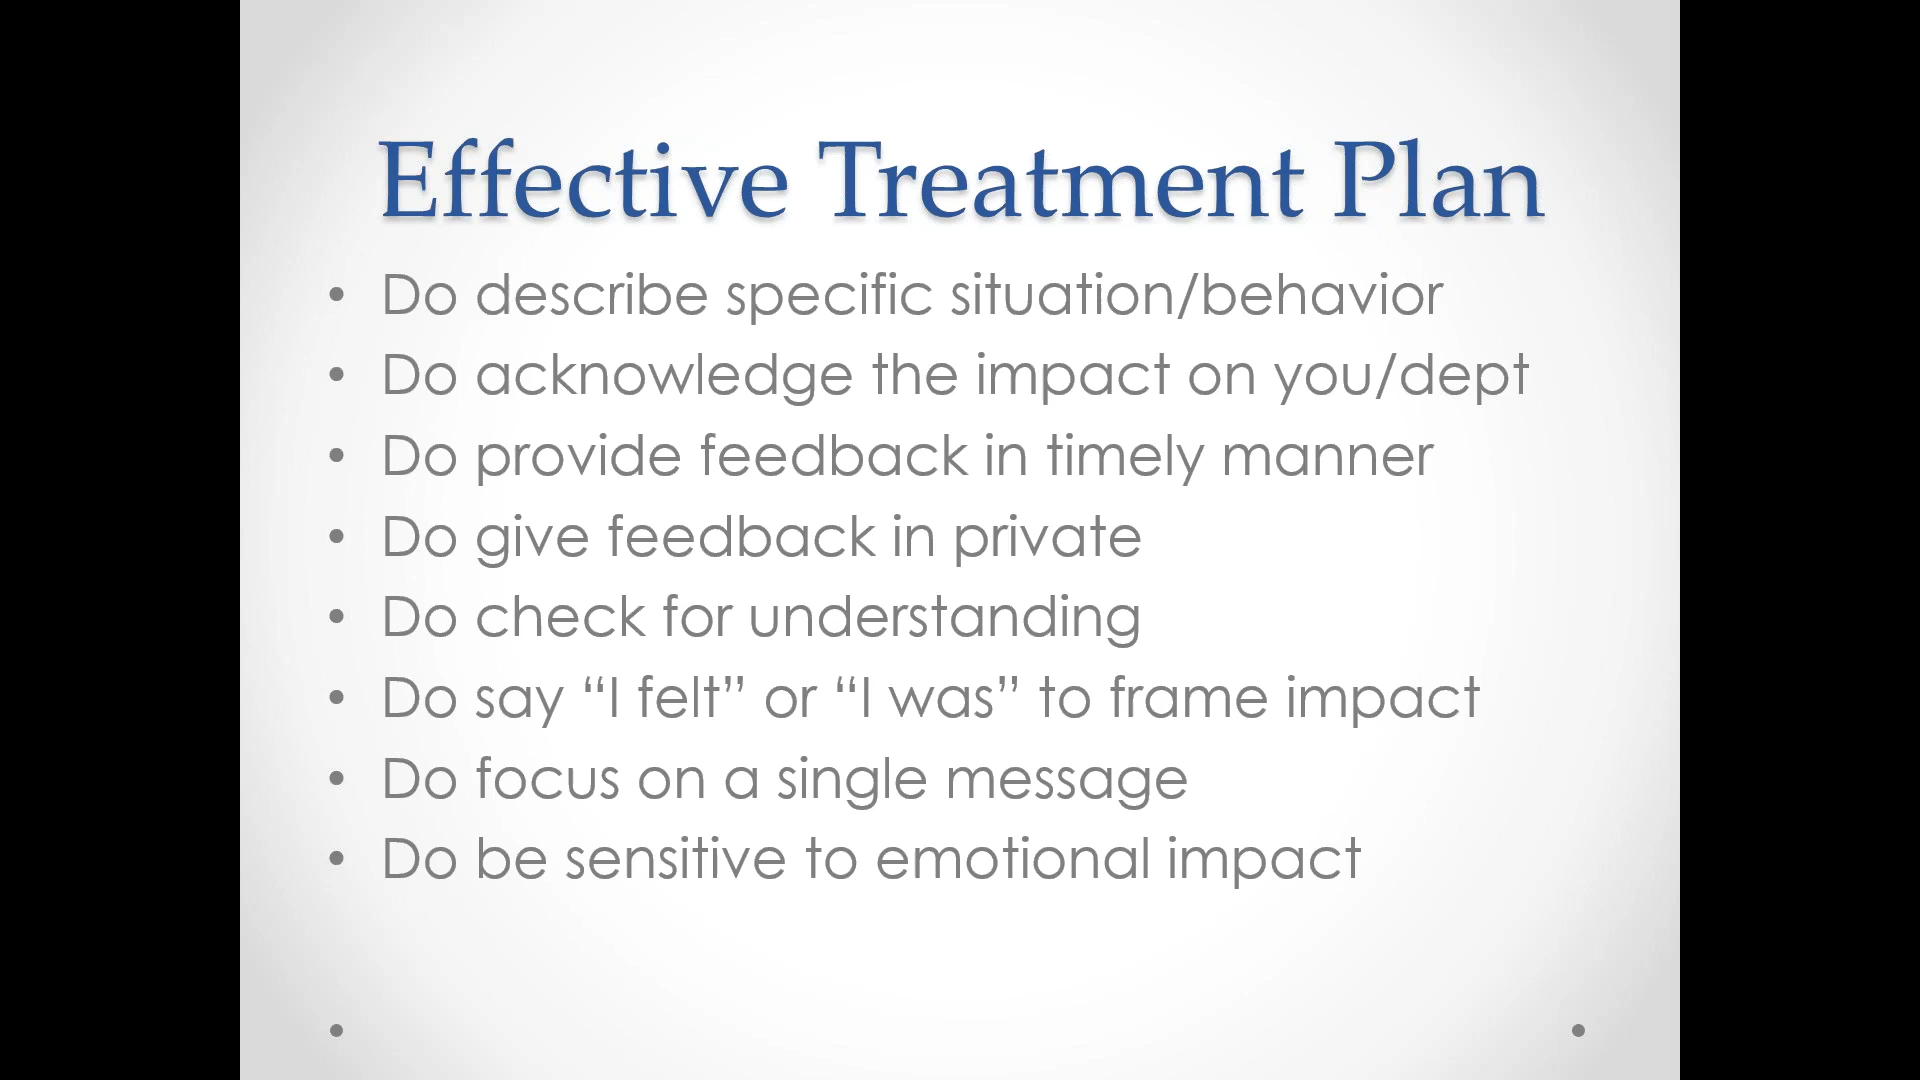 Effective Treatment Plan
• Do describe specific situation/behavior
• Do acknowledge the impact on you/dept
• Do provide feedback in timely manner
• Do give feedback in private
• Do check for understanding
• Do say “I felt” or “I was” to frame impact
• Do focus on a single message
• Do be sensitive to emotional impact